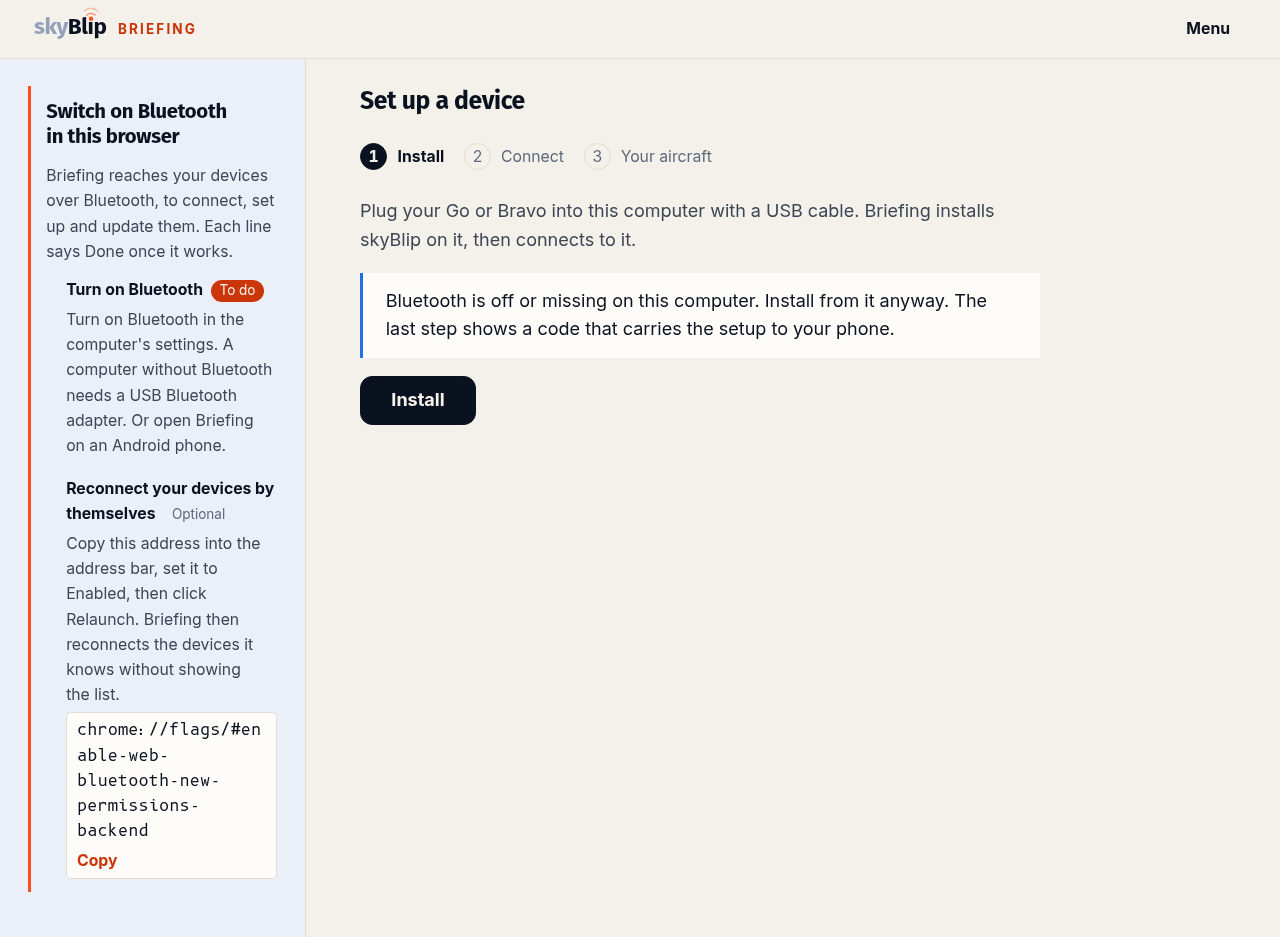 skyBlip BRIEFING
Menu
Switch on Bluetooth
in this browser
Briefing reaches your devices
over Bluetooth, to connect, set
up and update them. Each line
says Done once it works.
Turn on Bluetooth To do
Turn on Bluetooth in the
computer's settings. A
computer without Bluetooth
needs a USB Bluetooth
adapter. Or open Briefing
on an Android phone.
Reconnect your devices by
themselves Optional
Copy this address into the
address bar, set it to
Enabled, then click
Relaunch. Briefing then
reconnects the devices it
knows without showing
the list.
chrome://flags/#en
able-web-
bluetooth-new-
permissions-
backend
Copy
Set up a device
1 Install 2 Connect 3 Your aircraft
Plug your Go or Bravo into this computer with a USB cable. Briefing installs
skyBlip on it, then connects to it.
Bluetooth is off or missing on this computer. Install from it anyway. The
last step shows a code that carries the setup to your phone.
Install